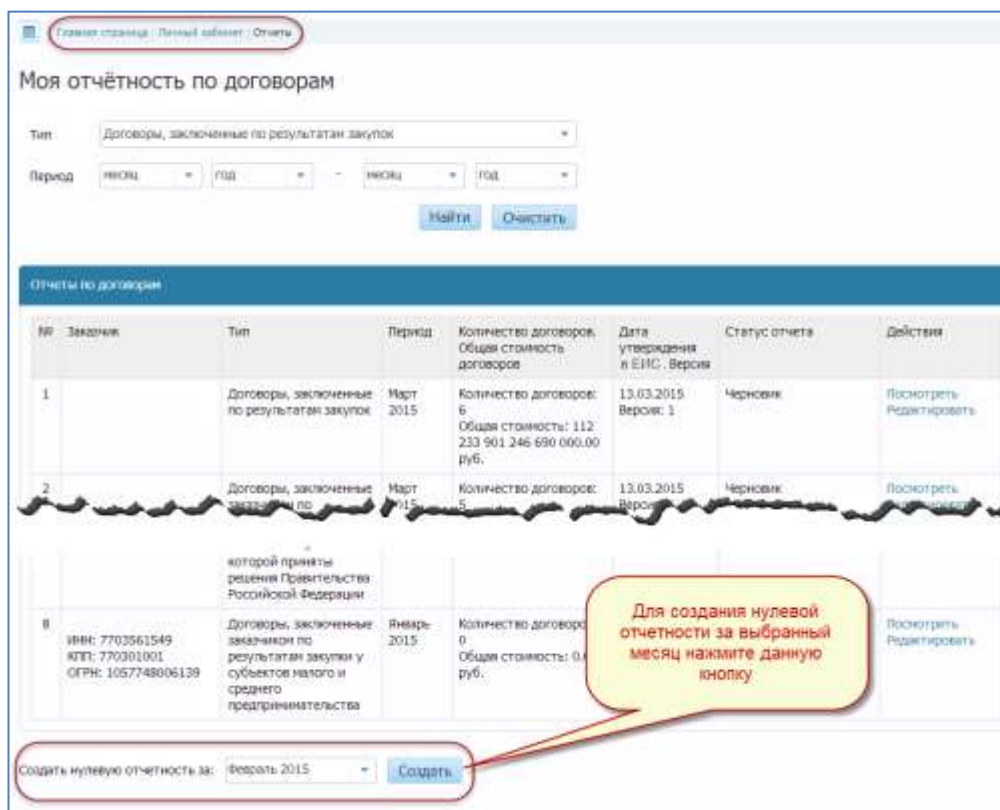 Главная страница : Личный кабинет : Отчеты
Моя отчётность по договорам
Тип
Договоры, заключенные по результатам закупок
Период
месяц
год
-
месяц
год
Найти
Очистить
Отчеты по договорам
№ Заказчик
Тип
Период
Количество договоров.
Общая стоимость
договоров
Дата
утверждения
в ЕИС. Версия
Статус отчета
Действия
1
Договоры, заключенные
по результатам закупок
Март
2015
Количество договоров:
6
Общая стоимость: 112
233 901 246 690 000.00
руб.
13.03.2015
Версия: 1
Черновик
Посмотреть
Редактировать
2
Договоры, заключенные
заказчиком по
Март
2015
Количество договоров:
5
13.03.2015
Черновик
Посмотреть
которой приняты
решения Правительства
Российской Федерации
8
ИНН: 7703561549
КПП: 770301001
ОГРН: 1057748006139
Договоры, заключенные
заказчиком по
результатам закупки у
субъектов малого и
среднего
предпринимательства
Январь
2015
Количество
0
Общая стоимость:
руб.
Посмотреть
Редактировать
Для создания нулевой
отчетности за выбранный
месяц нажмите данную
кнопку
Создать нулевую отчетность за:
Февраль 2015
Создать